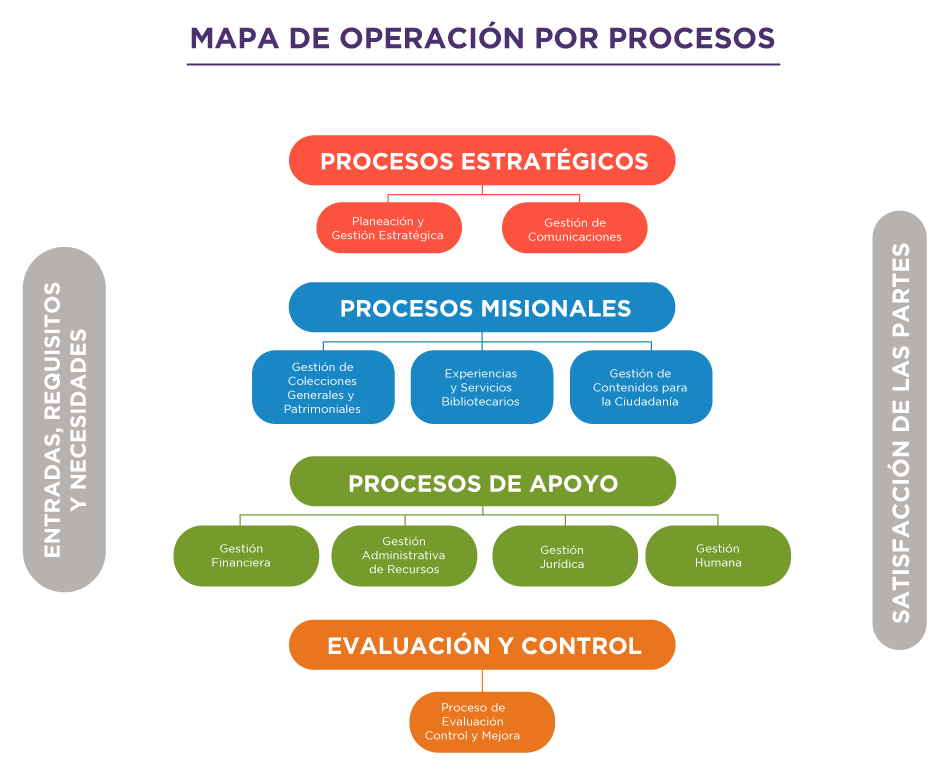 MAPA DE OPERACIÓN POR PROCESOS
PROCESOS ESTRATÉGICOS
Planeación y
Gestión Estratégica
Gestión de
Comunicaciones
PROCESOS MISIONALES
Gestión de
Colecciones
Generales y
Patrimoniales
Experiencias
y Servicios
Bibliotecarios
Gestión de
Contenidos para
la Ciudadanía
PROCESOS DE APOYO
Gestión
Financiera
Gestión
Administrativa
de Recursos
Gestión
Jurídica
Gestión
Humana
EVALUACIÓN Y CONTROL
Proceso de
Evaluación
Control y Mejora
ENTRADAS, REQUISITOS
Y NECESIDADES
SATISFACCIÓN DE LAS PARTES